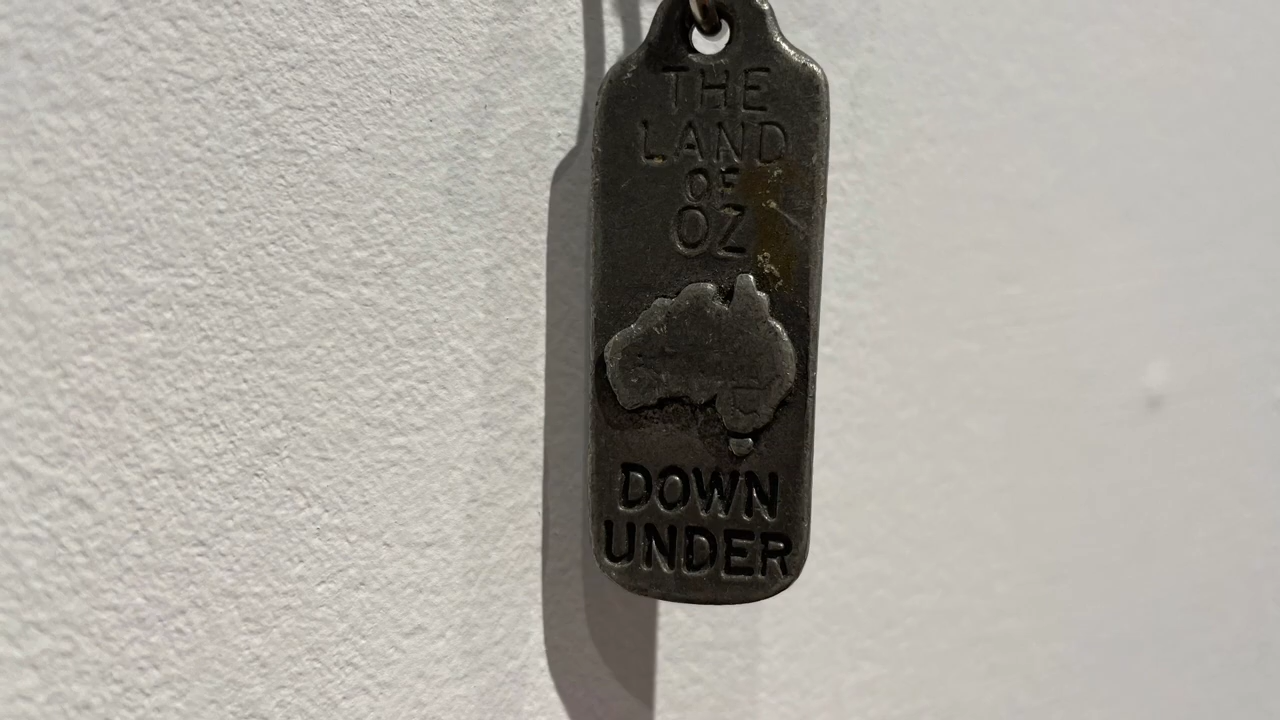 THE
LAND
OF
OZ
DOWN
UNDER